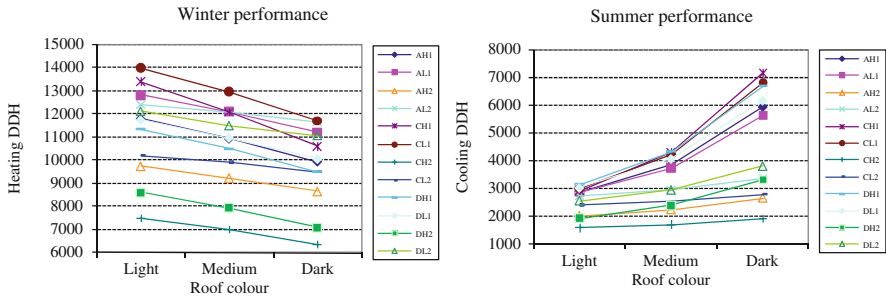 Winter performance
Heating DDH
15000
14000
13000
12000
11000
10000
9000
8000
7000
6000
Light Medium Dark
Roof colour
AH1
AL1
AH2
AL2
CH1
CL1
CH2
CL2
DH1
DL1
DH2
DL2
Summer performance
Cooling DDH
8000
7000
6000
5000
4000
3000
2000
1000
Light Medium Dark
Roof colour
AH1
AL1
AH2
AL2
CH1
CL1
CH2
CL2
DH1
DL1
DH2
DL2